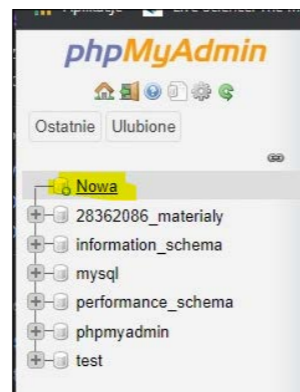 phpMyAdmin
Ostatnie Ulubione
Nowa
28362086_materialy
information_schema
mysql
performance_schema
phpmyadmin
test